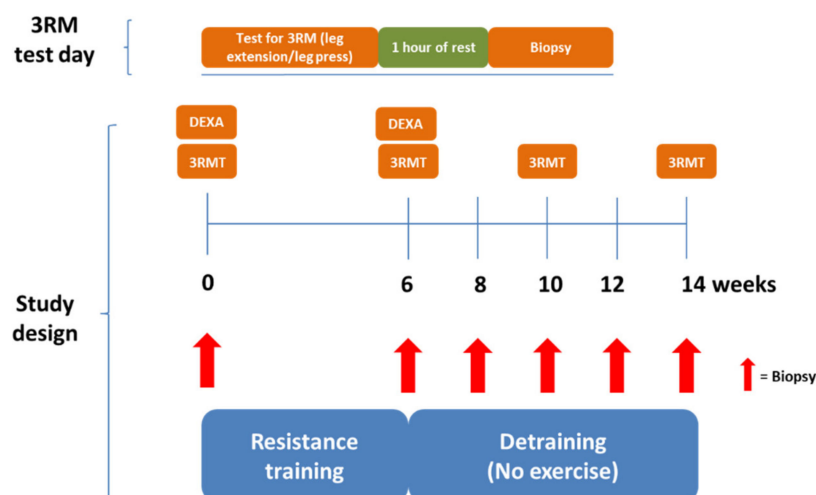 3RM
test day
Test for 3RM (leg
extension/leg press)
1 hour of rest
Biopsy
DEXA
DEXA
3RMT
3RMT
3RMT
3RMT
0
6
8
10
12
14 weeks
Study
design
= Biopsy
Resistance
training
Detraining
(No exercise)